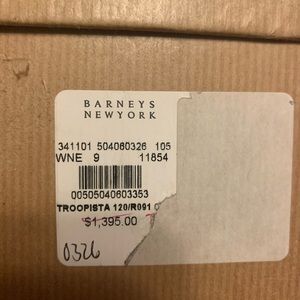 BARNEYS
NEWYORK
341101 504060326 105
WNE 9 11854
00505040603353
TROOPISTA 120/R091
$1,395.00
0326